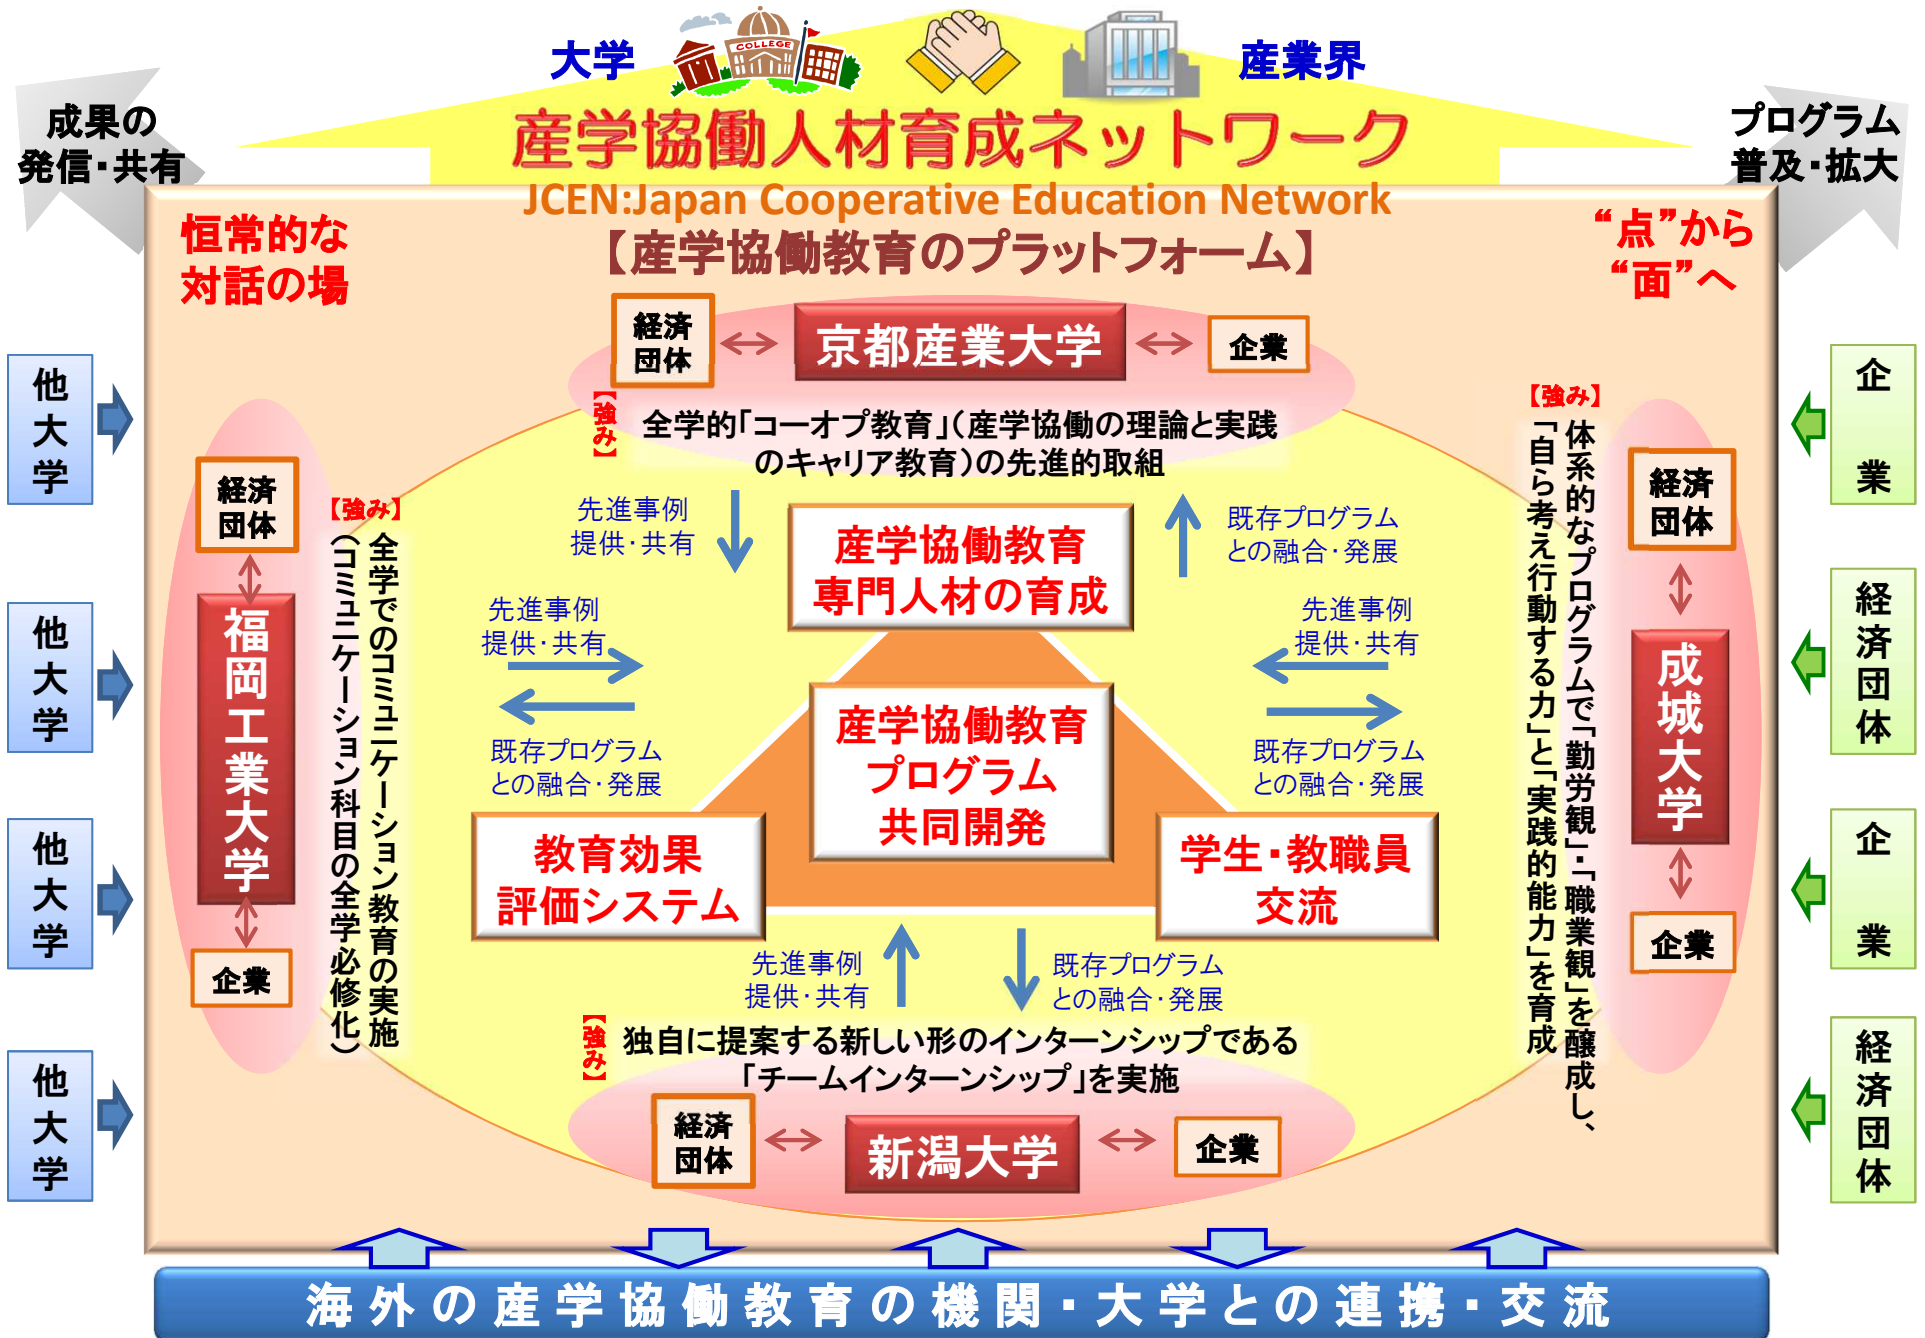 大学
COLLEGE
産業界
成果の
発信・共有
産学協働人材育成ネットワーク
プログラム
普及・拡大
JCEN:Japan Cooperative Education Network
【産学協働教育のプラットフォーム】
恒常的な
対話の場
“点”から
“面”へ
経済
団体
京都産業大学
企業
【強み】
全学的「コーオプ教育」(産学協働の理論と実践
のキャリア教育)の先進的取組
先進事例
提供・共有
既存プログラム
との融合・発展
他大学
他大学
他大学
他大学
経済
団体
福岡工業大学
企業
【強み】
全学でのコミュニケーション教育の実施
(コミュニケーション科目の全学必修化)
先進事例
提供・共有
既存プログラム
との融合・発展
産学協働教育
専門人材の育成
産学協働教育
プログラム
共同開発
教育効果
評価システム
学生・教職員
交流
先進事例
提供・共有
既存プログラム
との融合・発展
【強み】
体系的なプログラムで「勤労観」・「職業観」を醸成し、
「自ら考え行動する力」と「実践的能力」を育成
経済
団体
成城大学
企業
企業
経済団体
企業
経済団体
先進事例
提供・共有
既存プログラム
との融合・発展
【強み】
独自に提案する新しい形のインターンシップである
「チームインターンシップ」を実施
経済
団体
新潟大学
企業
海外の産学協働教育の機関・大学との連携・交流